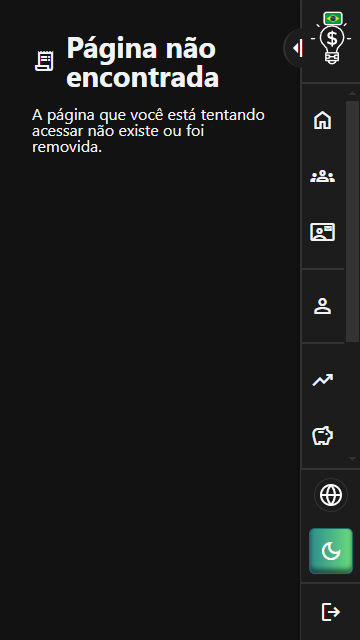 Página não
encontrada
A página que você está tentando
acessar não existe ou foi
removida.
$